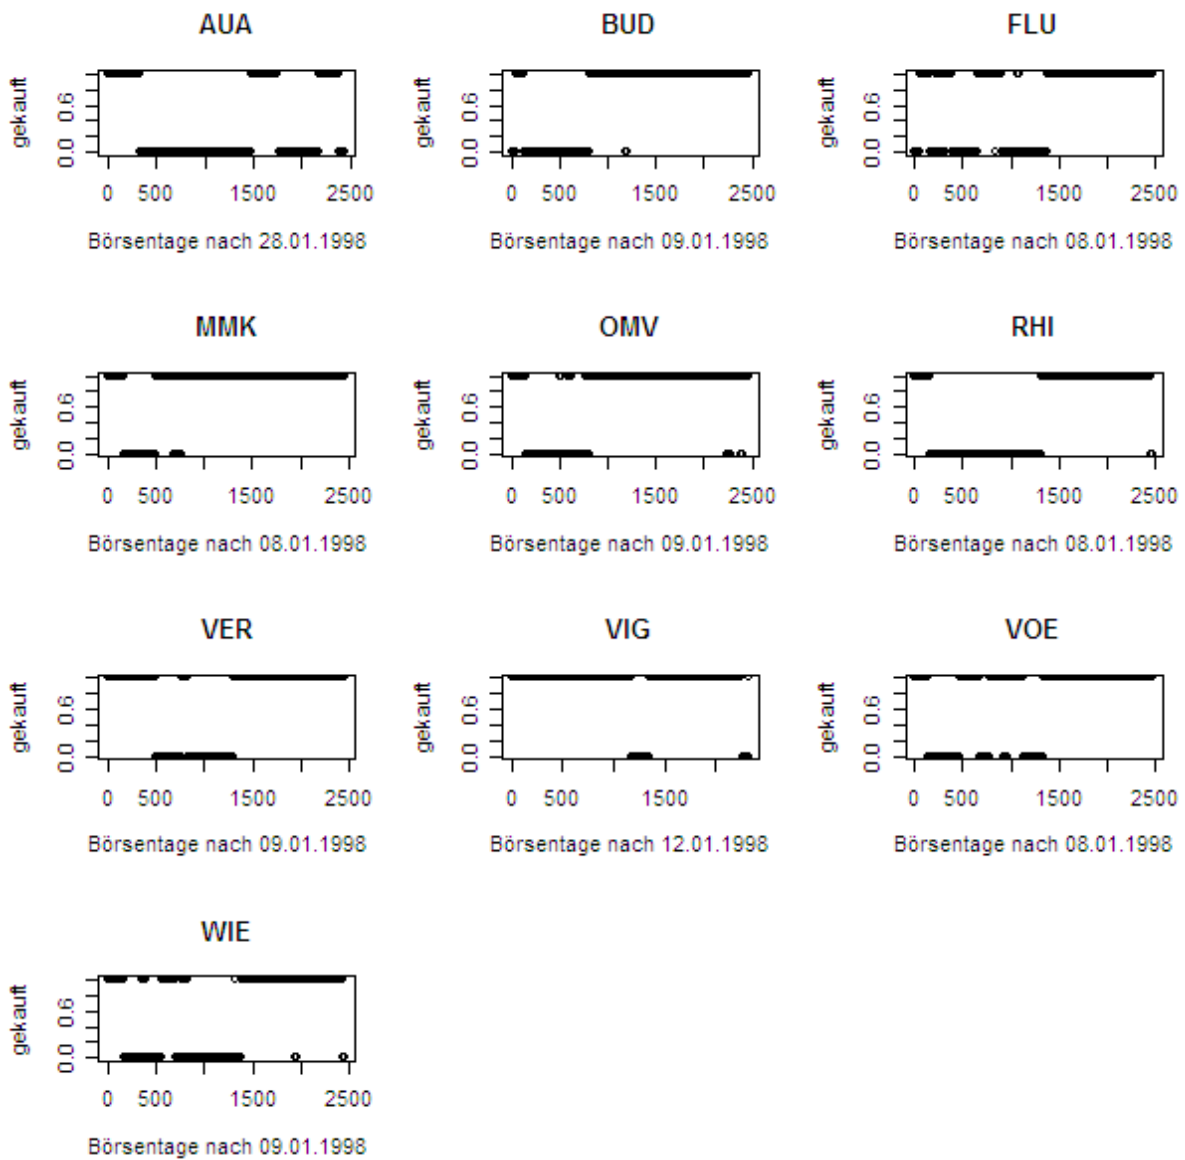 AUA
BUD
FLU
gekauft
0.0 0.6
0 500 1500 2500
Börsentage nach 28.01.1998
gekauft
0.0 0.6
0 500 1500 2500
Börsentage nach 09.01.1998
gekauft
0.0 0.6
0 500 1500 2500
Börsentage nach 08.01.1998
MMK
OMV
RHI
gekauft
0.0 0.6
0 500 1500 2500
Börsentage nach 08.01.1998
gekauft
0.0 0.6
0 500 1500 2500
Börsentage nach 09.01.1998
gekauft
0.0 0.6
0 500 1500 2500
Börsentage nach 08.01.1998
VER
VIG
VOE
gekauft
0.0 0.6
0 500 1500 2500
Börsentage nach 09.01.1998
gekauft
0.0 0.6
0 500 1500
Börsentage nach 12.01.1998
gekauft
0.0 0.6
0 500 1500 2500
Börsentage nach 08.01.1998
WIE
gekauft
0.0 0.6
0 500 1500 2500
Börsentage nach 09.01.1998